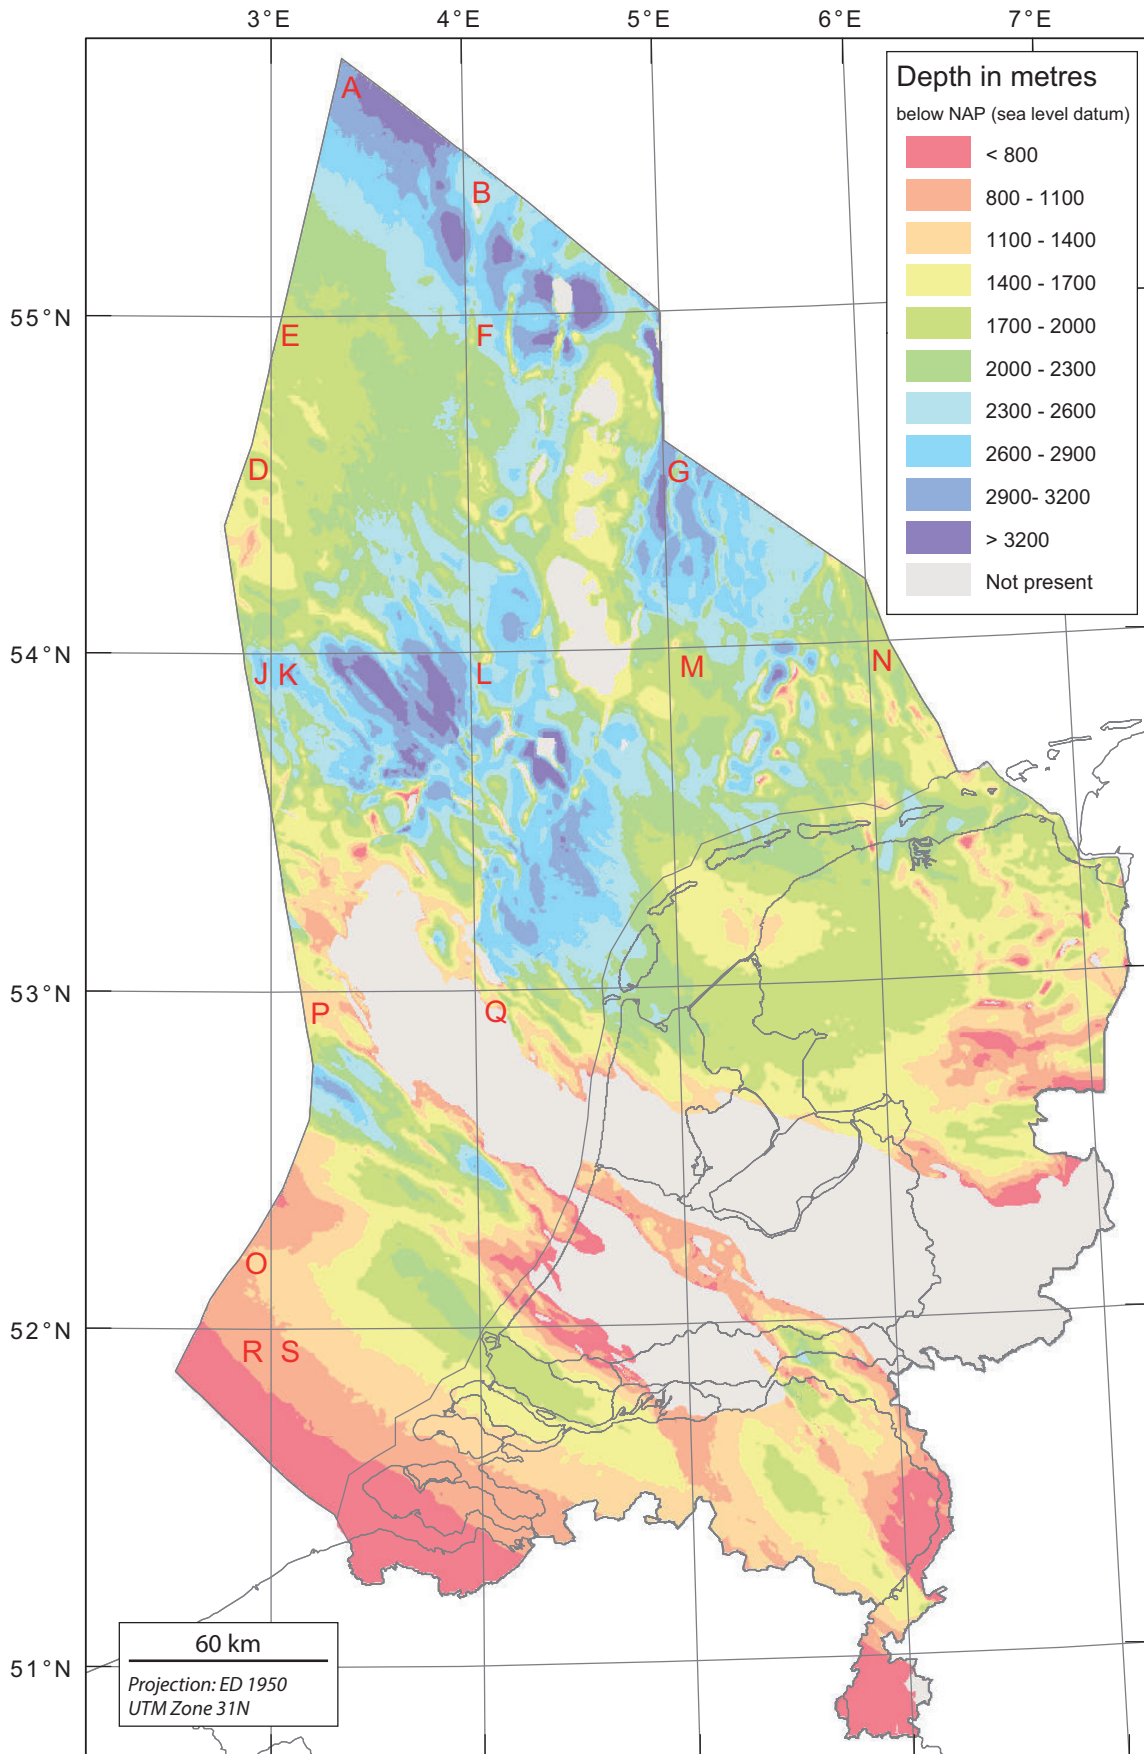 3°E 4°E 5°E 6°E 7°E
Depth in metres
below NAP (sea level datum)
< 800
800 - 1100
1100 - 1400
1400 - 1700
1700 - 2000
2000 - 2300
2300 - 2600
2600 - 2900
2900- 3200
> 3200
Not present
A
B
55°N
E F
D G
54°N
J K L M N
53°N
P Q
O
52°N
R S
51°N
60 km
Projection: ED 1950
UTM Zone 31N